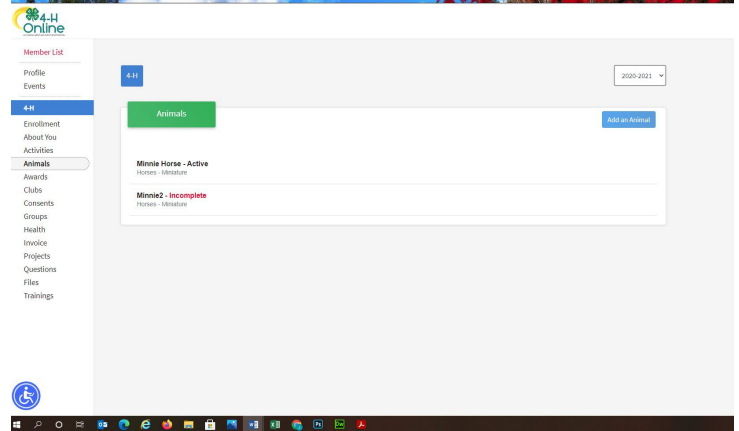 4-H
Online
Member List
Profile
Events
4-H
Enrollment
About You
Activities
Animals
Awards
Clubs
Consents
Groups
Health
Invoice
Projects
Questions
Files
Trainings
4-H
2020-2021
Animals
Add an Animal
Minnie Horse - Active
Horses - Miniature
Minnie2 - Incomplete
Horses - Miniature
Ps
Dw